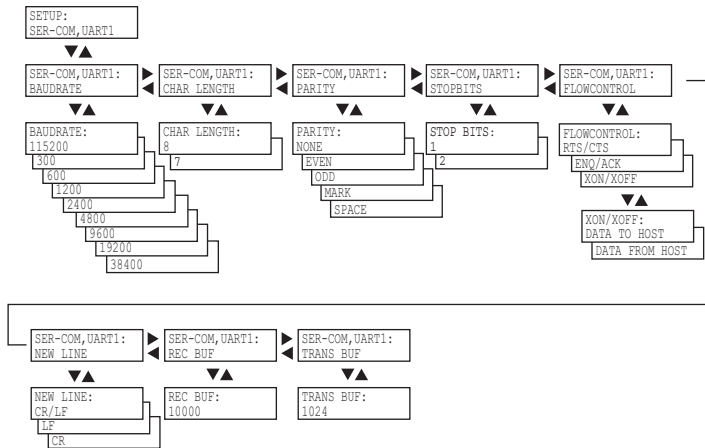 SETUP:
SER-COM,UART1
SER-COM,UART1:
BAUDRATE
SER-COM,UART1:
CHAR LENGTH
SER-COM,UART1:
PARITY
SER-COM,UART1:
STOPBITS
SER-COM,UART1:
FLOWCONTROL
BAUDRATE:
115200
300
600
1200
2400
4800
9600
19200
38400
CHAR LENGTH:
8
7
PARITY:
NONE
EVEN
ODD
MARK
SPACE
STOP BITS:
1
2
FLOWCONTROL:
RTS/CTS
ENQ/ACK
XON/XOFF
XON/XOFF:
DATA TO HOST
DATA FROM HOST
SER-COM,UART1:
NEW LINE
SER-COM,UART1:
REC BUF
SER-COM,UART1:
TRANS BUF
NEW LINE:
CR/LF
LF
CR
REC BUF:
10000
TRANS BUF:
1024